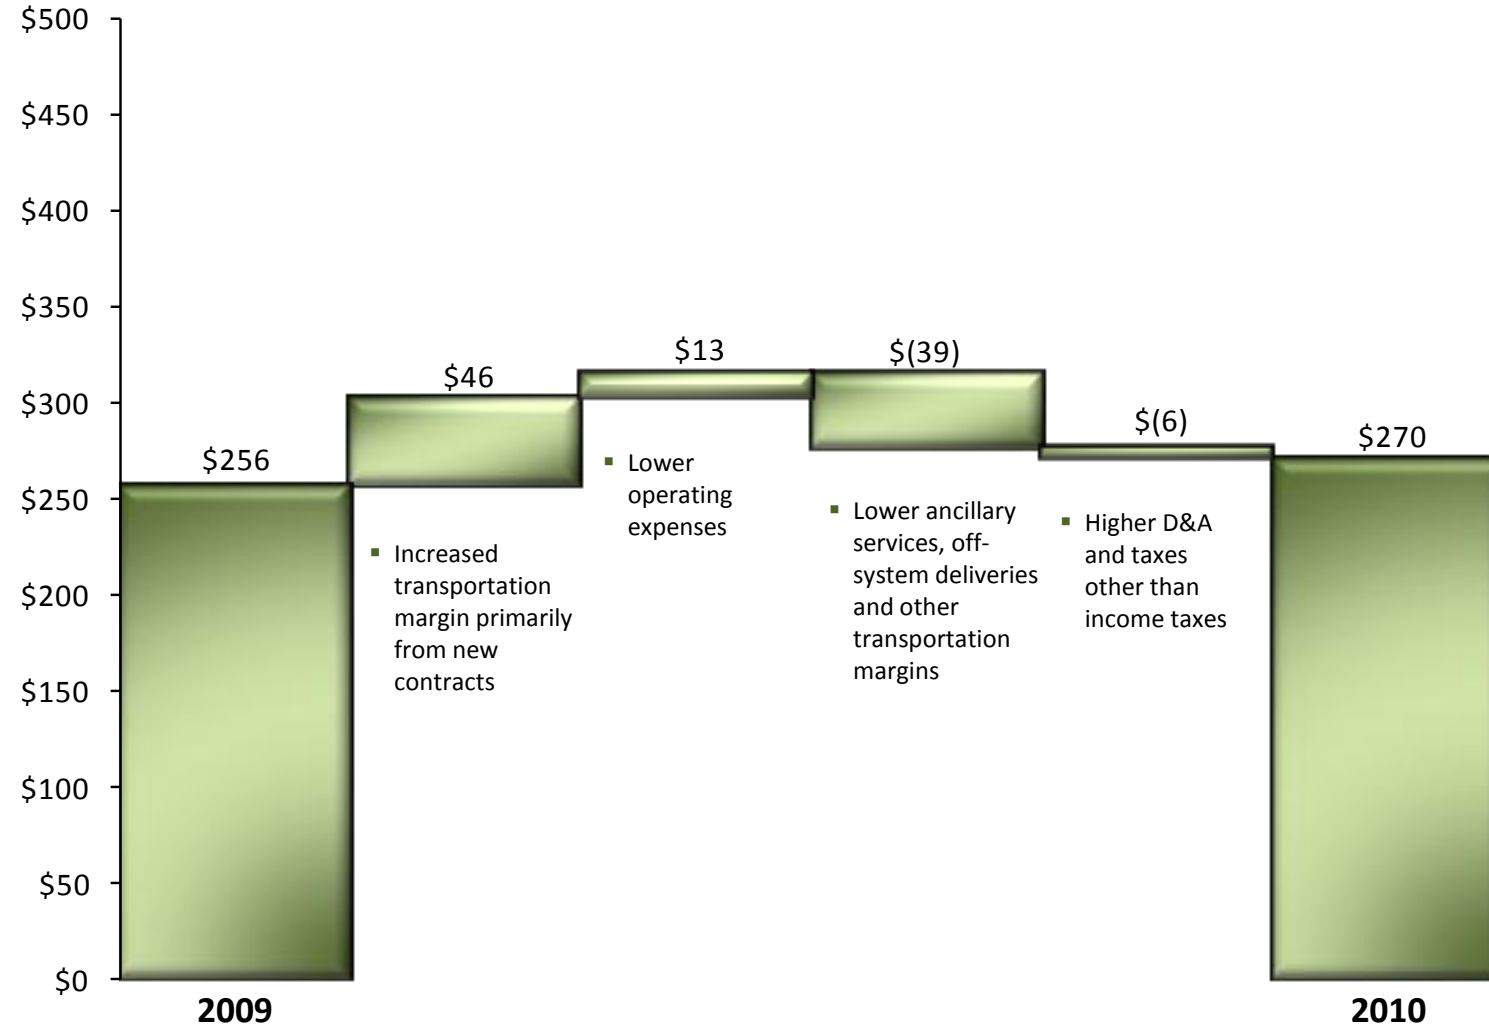 $500
$450
$400
$350
$300
$250
$200
$150
$100
$50
$0
$256
$46
$13
$(39)
$(6)
$270
▪ Increased
transportation
margin primarily
from new
contracts
▪ Lower
operating
expenses
▪ Lower ancillary
services, off-
system deliveries
and other
transportation
margins
▪ Higher D&A
and taxes
other than
income taxes
2009
2010